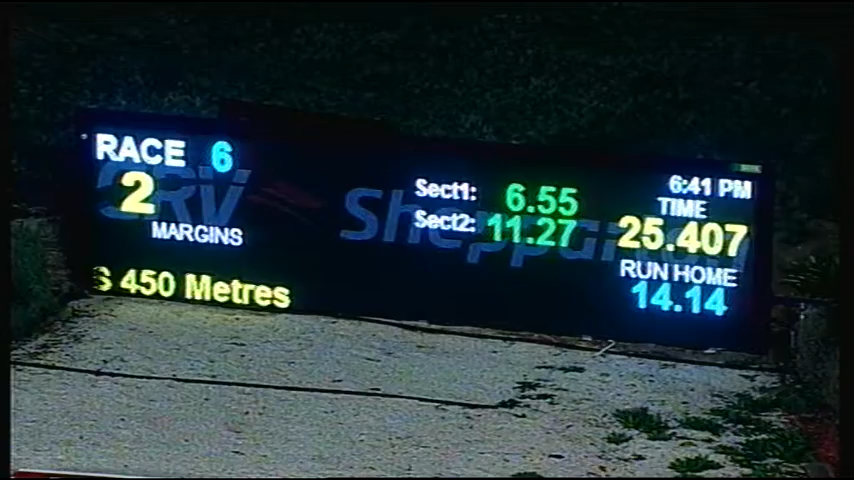 RACE 6
2
MARGINS
S 450 Metres
Sect1: 6.55
Sect2: 11.27
6:41 PM
TIME
25.407
RUN HOME
14.14